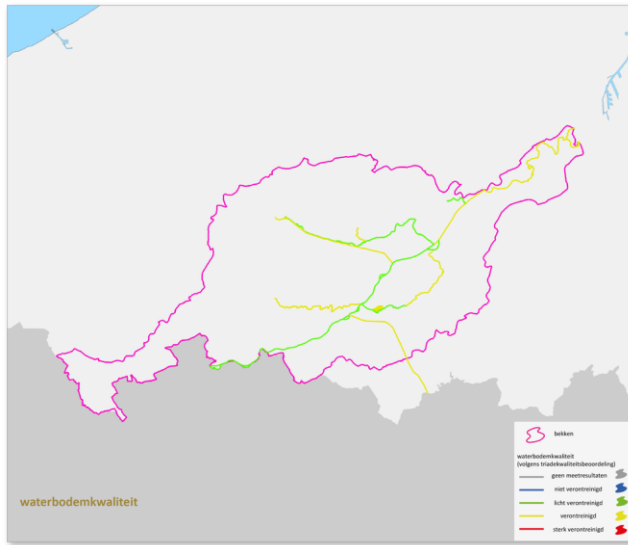 bekken
waterbodemkwaliteit
(volgens triadekwaliteitsbeoordeling)
geen meetresultaten
niet verontreinigd
licht verontreinigd
verontreinigd
sterk verontreinigd
waterbodemkwaliteit